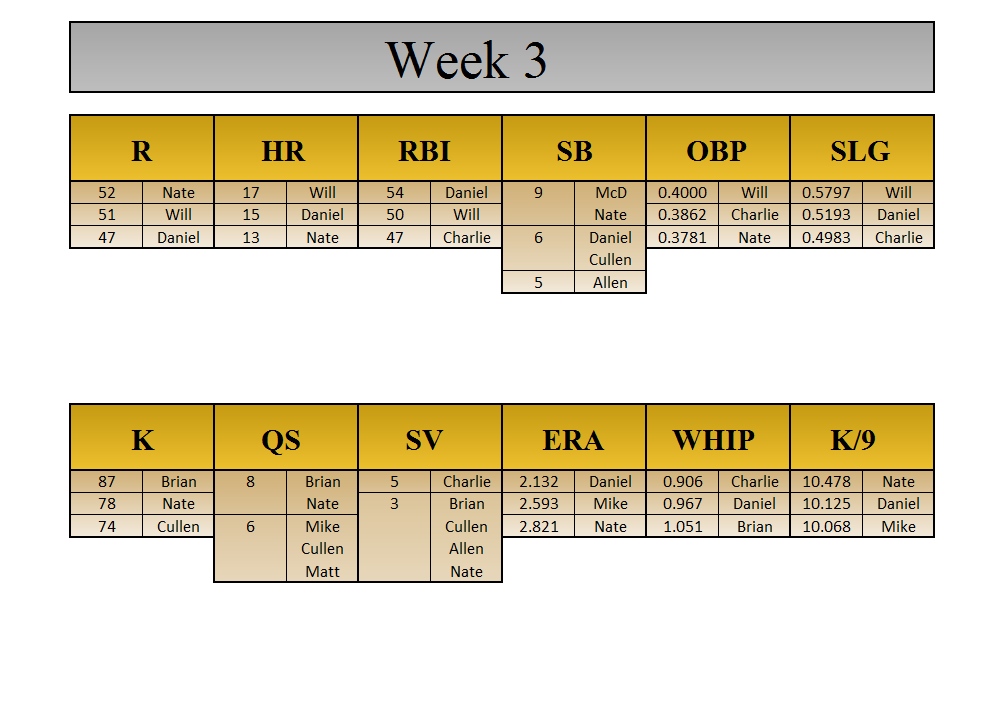 Week 3
R HR RBI SB OBP SLG
52 Nate 17 Will 54 Daniel 9 McD 0.4000 Will 0.5797 Will
51 Will 15 Daniel 50 Will Nate 0.3862 Charlie 0.5193 Daniel
47 Daniel 13 Nate 47 Charlie 6 Daniel 0.3781 Nate 0.4983 Charlie
Cullen
5 Allen
K QS SV ERA WHIP K/9
87 Brian 8 Brian 5 Charlie 2.132 Daniel 0.906 Charlie 10.478 Nate
78 Nate Nate 3 Brian 2.593 Mike 0.967 Daniel 10.125 Daniel
74 Cullen 6 Mike Cullen 2.821 Nate 1.051 Brian 10.068 Mike
Cullen Allen
Matt Nate